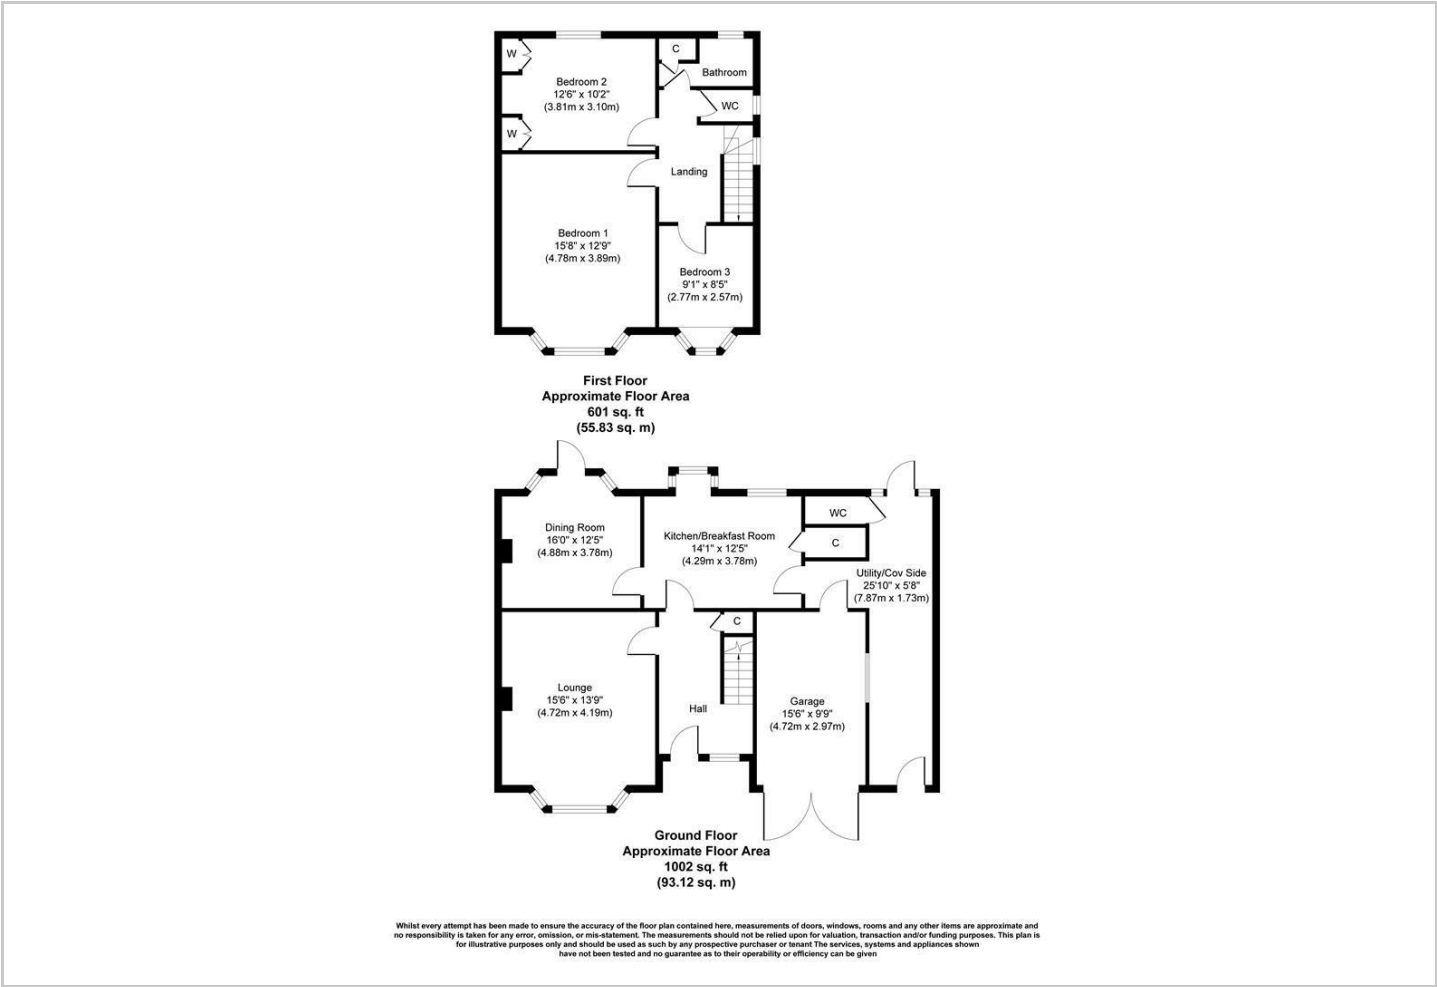 W
C
Bathroom
Bedroom 2
12'6" x 10'2"
(3.81m x 3.10m)
WC
W
Landing
Bedroom 1
15'8" x 12'9"
(4.78m x 3.89m)
Bedroom 3
9'1" x 8'5"
(2.77m x 2.57m)
First Floor
Approximate Floor Area
601 sq. ft
(55.83 sq. m)
WC
Dining Room
16'0" x 12'5"
(4.88m x 3.78m)
Kitchen/Breakfast Room
14'1" x 12'5"
(4.29m x 3.78m)
C
Utility/Cov Side
25'10" x 5'8"
(7.87m x 1.73m)
C
Lounge
15'6" x 13'9"
(4.72m x 4.19m)
Hall
Garage
15'6" x 9'9"
(4.72m x 2.97m)
Ground Floor
Approximate Floor Area
1002 sq. ft
(93.12 sq. m)
Whilst every attempt has been made to ensure the accuracy of the floor plan contained here, measurements of doors, windows, rooms and any other items are approximate and
no responsibility is taken for any error, omission, or mis-statement. The measurements should not be relied upon for valuation, transaction and/or funding purposes. This plan is
for illustrative purposes only and should be used as such by any prospective purchaser or tenant The services, systems and appliances shown
have not been tested and no guarantee as to their operability or efficiency can be given